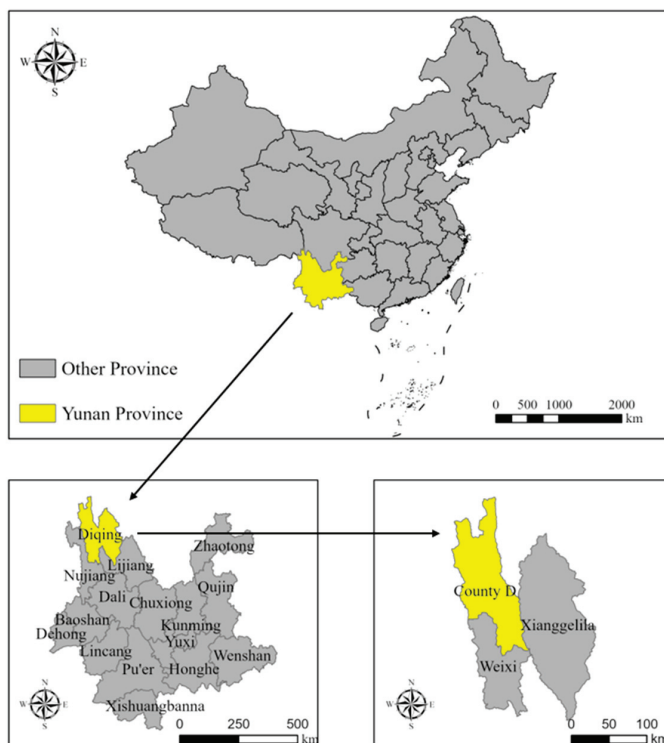 N
W E
S
Other Province
Yunan Province
0 500 1000 2000
km
Diqing
Zhaotong
Lijiang
Nujiang
Qujin
Dali
Chuxiong
Baoshan
Kunming
Dehong
Yuxi
Lincang
Wenshan
Pu'er
Honghe
Xishuangbanna
N
W E
S
0 250 500
km
County D
Xianggelila
Weixi
N
W E
S
0 50 100
km